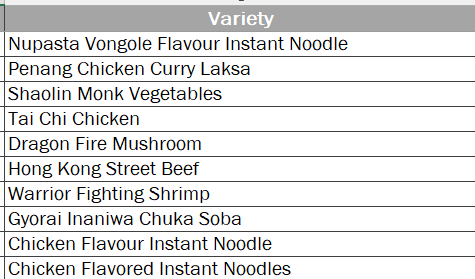 Variety
Nupasta Vongole Flavour Instant Noodle
Penang Chicken Curry Laksa
Shaolin Monk Vegetables
Tai Chi Chicken
Dragon Fire Mushroom
Hong Kong Street Beef
Warrior Fighting Shrimp
Gyorai Inaniwa Chuka Soba
Chicken Flavour Instant Noodle
Chicken Flavored Instant Noodles